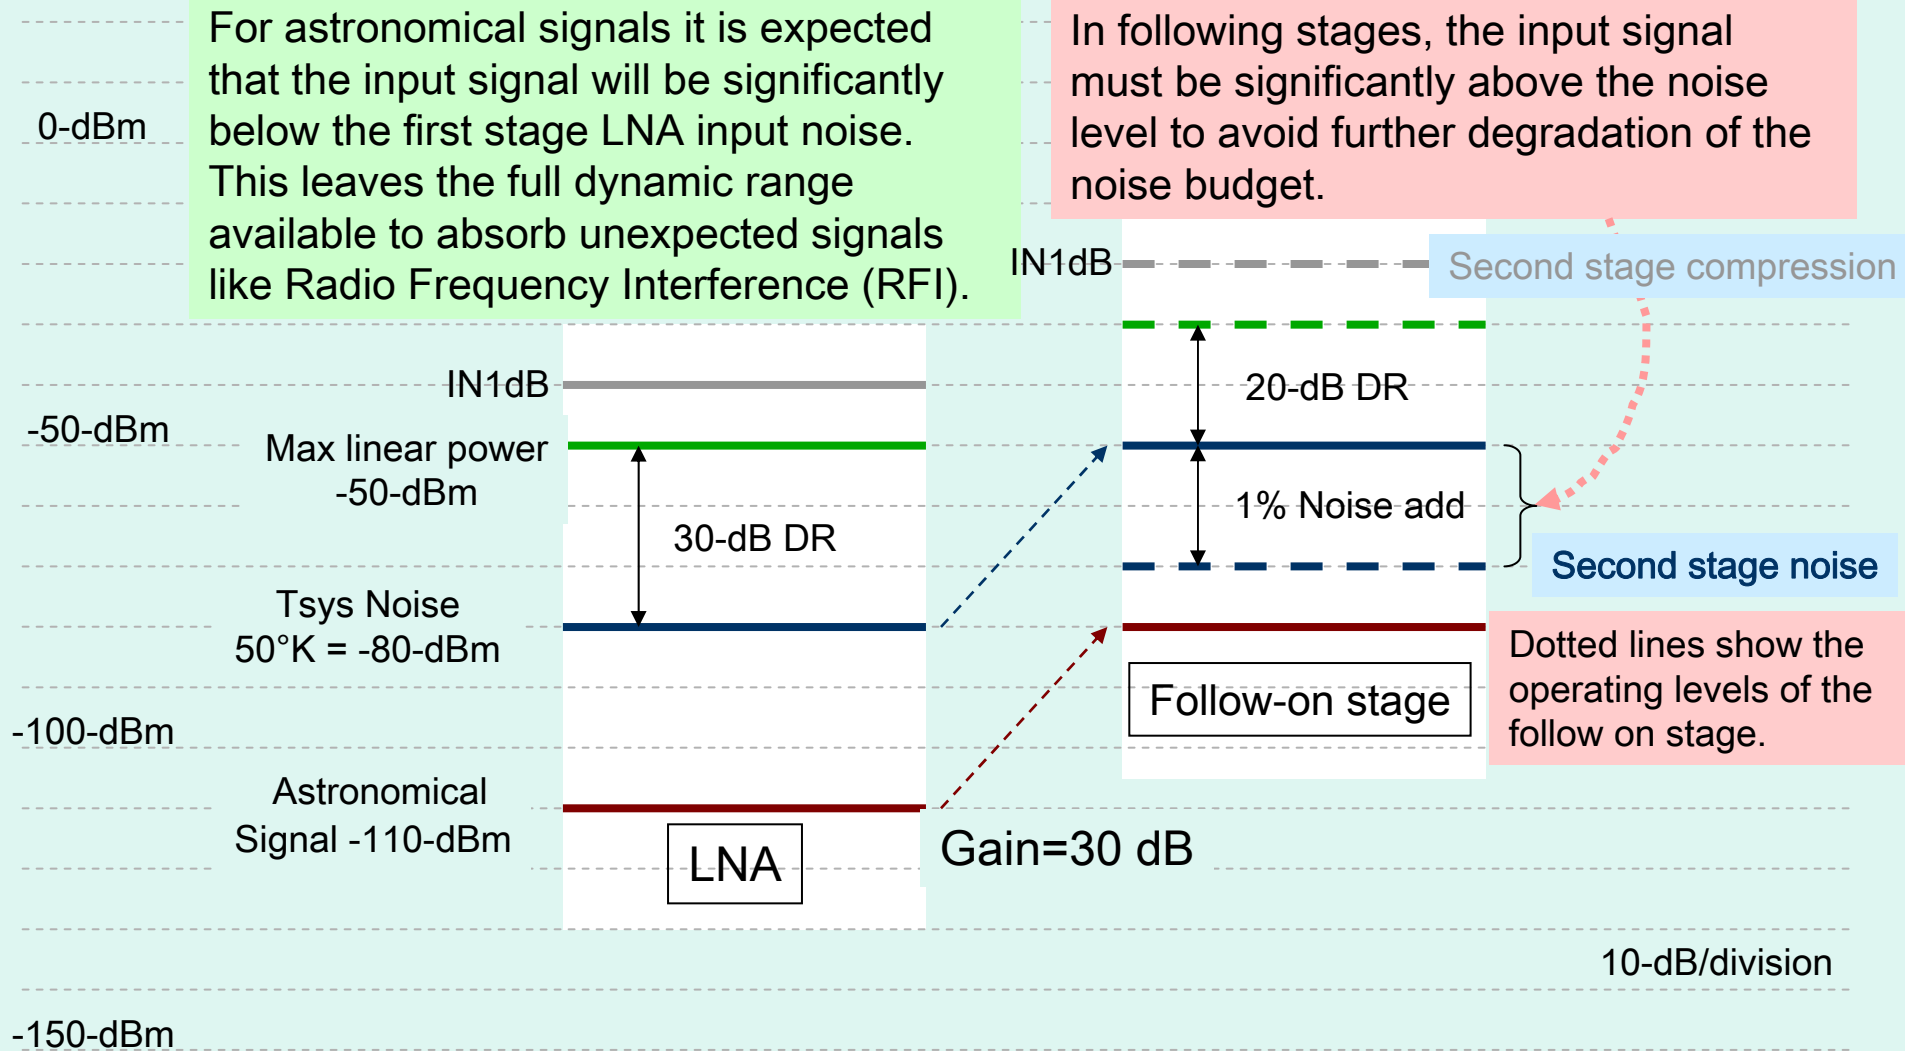 For astronomical signals it is expected
that the input signal will be significantly
below the first stage LNA input noise.
This leaves the full dynamic range
available to absorb unexpected signals
like Radio Frequency Interference (RFI).
In following stages, the input signal
must be significantly above the noise
level to avoid further degradation of the
noise budget.
0-dBm
IN1dB
Second stage compression
IN1dB
20-dB DR
-50-dBm
Max linear power
-50-dBm
1% Noise add
30-dB DR
Second stage noise
Tsys Noise
50°K = -80-dBm
Dotted lines show the
operating levels of the
follow on stage.
Follow-on stage
-100-dBm
Astronomical
Signal -110-dBm
LNA
Gain=30 dB
10-dB/division
-150-dBm